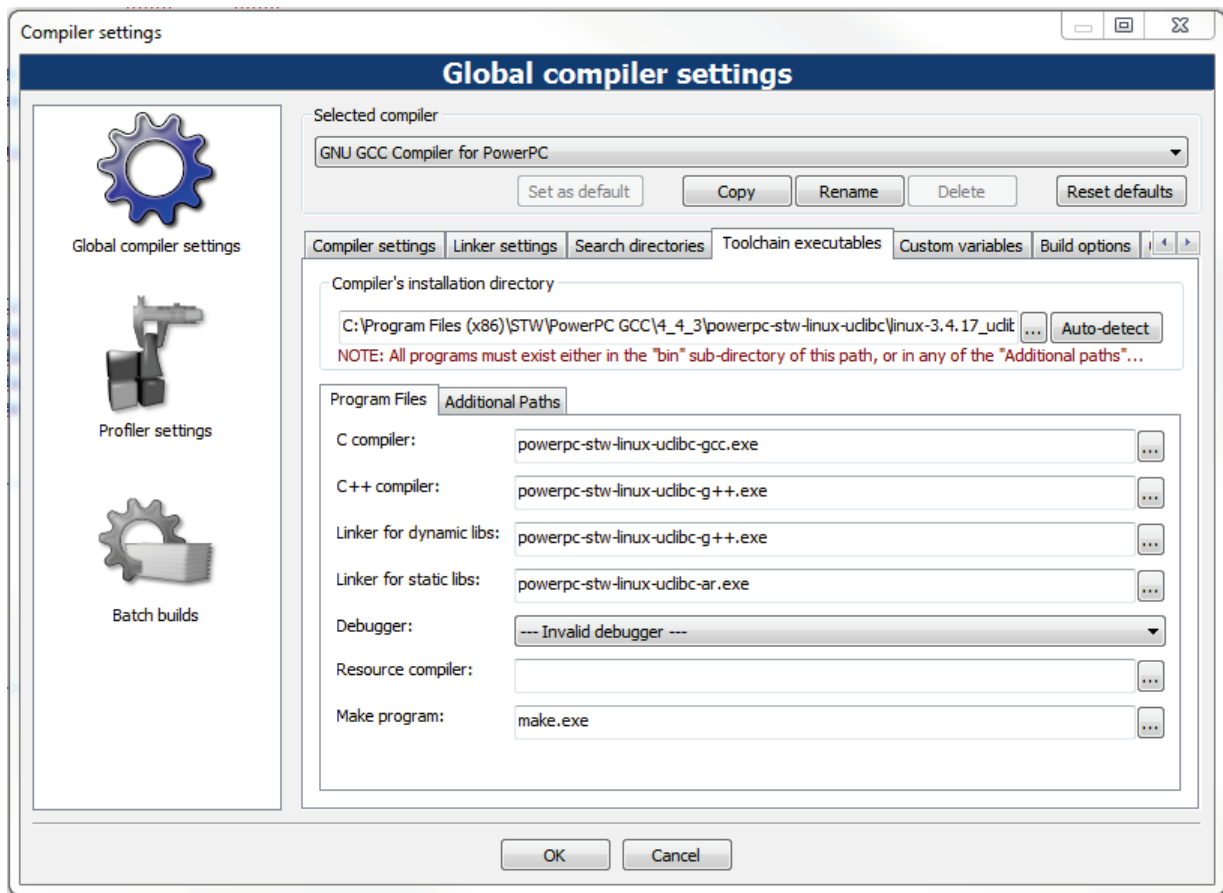 Compiler settings
Global compiler settings
Global compiler settings
Profiler settings
Batch builds
Selected compiler
GNU GCC Compiler for PowerPC
Set as default Copy Rename Delete Reset defaults
Compiler settings Linker settings Search directories Toolchain executables Custom variables Build options
Compiler's installation directory
C:\Program Files (x86)\STW\PowerPC GCC\4_4_3\powerpc-stw-linux-uclibc\linux-3.4.17_uclib ... Auto-detect
NOTE: All programs must exist either in the "bin" sub-directory of this path, or in any of the "Additional paths"...
Program Files Additional Paths
C compiler: powerpc-stw-linux-uclibc-gcc.exe ...
C++ compiler: powerpc-stw-linux-uclibc-g++.exe ...
Linker for dynamic libs: powerpc-stw-linux-uclibc-g++.exe ...
Linker for static libs: powerpc-stw-linux-uclibc-ar.exe ...
Debugger: --- Invalid debugger ---
Resource compiler: ...
Make program: make.exe ...
OK Cancel